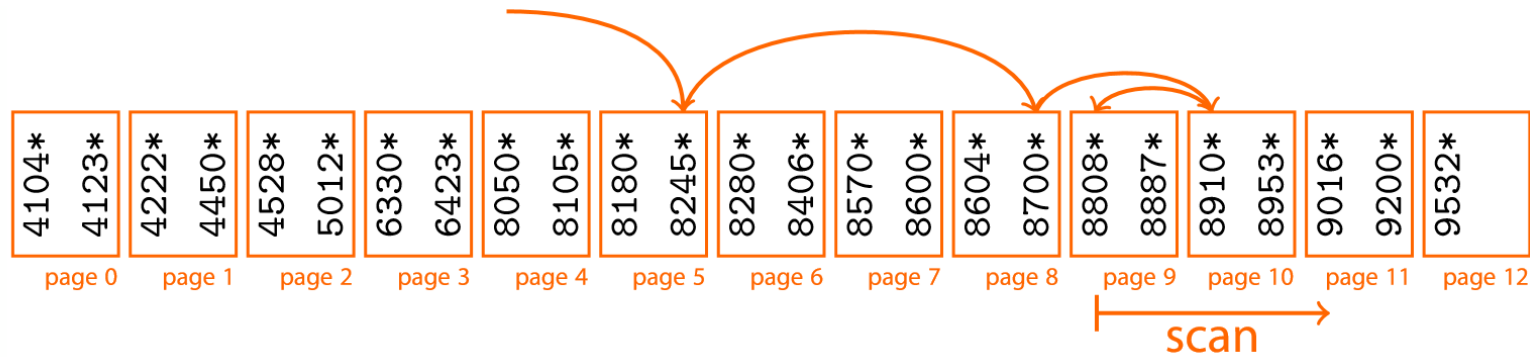 4104*
4123*
4222*
4450*
4528*
5012*
6330*
6423*
8050*
8105*
8180*
8245*
8280*
8406*
8570*
8600*
8604*
8700*
8808*
8887*
8910*
8953*
9016*
9200*
9532*
page 0
page 1
page 2
page 3
page 4
page 5
page 6
page 7
page 8
page 9
page 10
page 11
page 12
scan